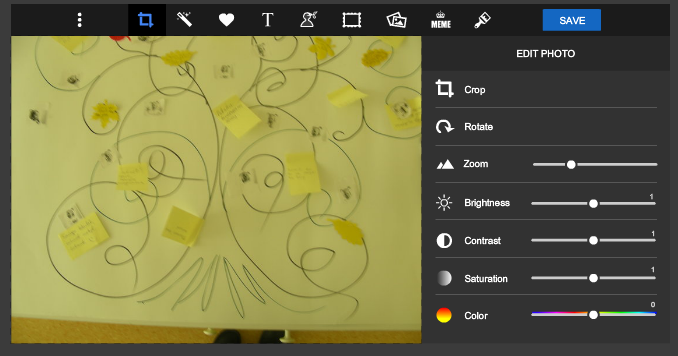 T
MEME
SAVE
EDIT PHOTO
Crop
Rotate
Zoom
Brightness 1
Contrast 1
Saturation 1
Color 0